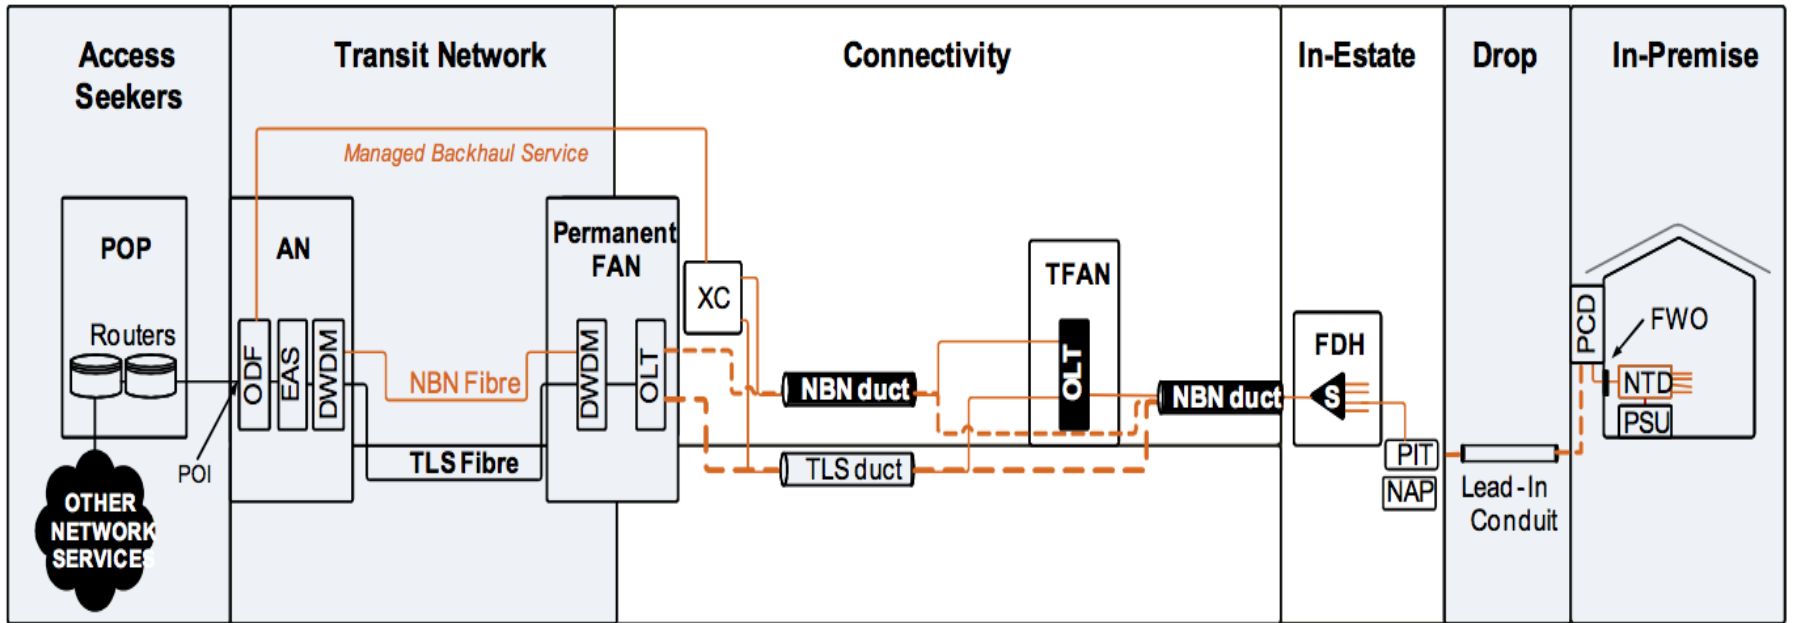 Access
Seekers
Transit Network
Connectivity
In-Estate
Drop
In-Premise
Managed Backhaul Service
POP
AN
Permanent
FAN
XC
TFAN
FDH
Routers
ODF
EAS
DWDM
NBN Fibre
DWDM
OLT
NBN duct
OLT
NBN duct
S
PCD
FWO
NTD
PSU
POI
TLS Fibre
TLS duct
PIT
NAP
Lead-In
Conduit
OTHER
NETWORK
SERVICES